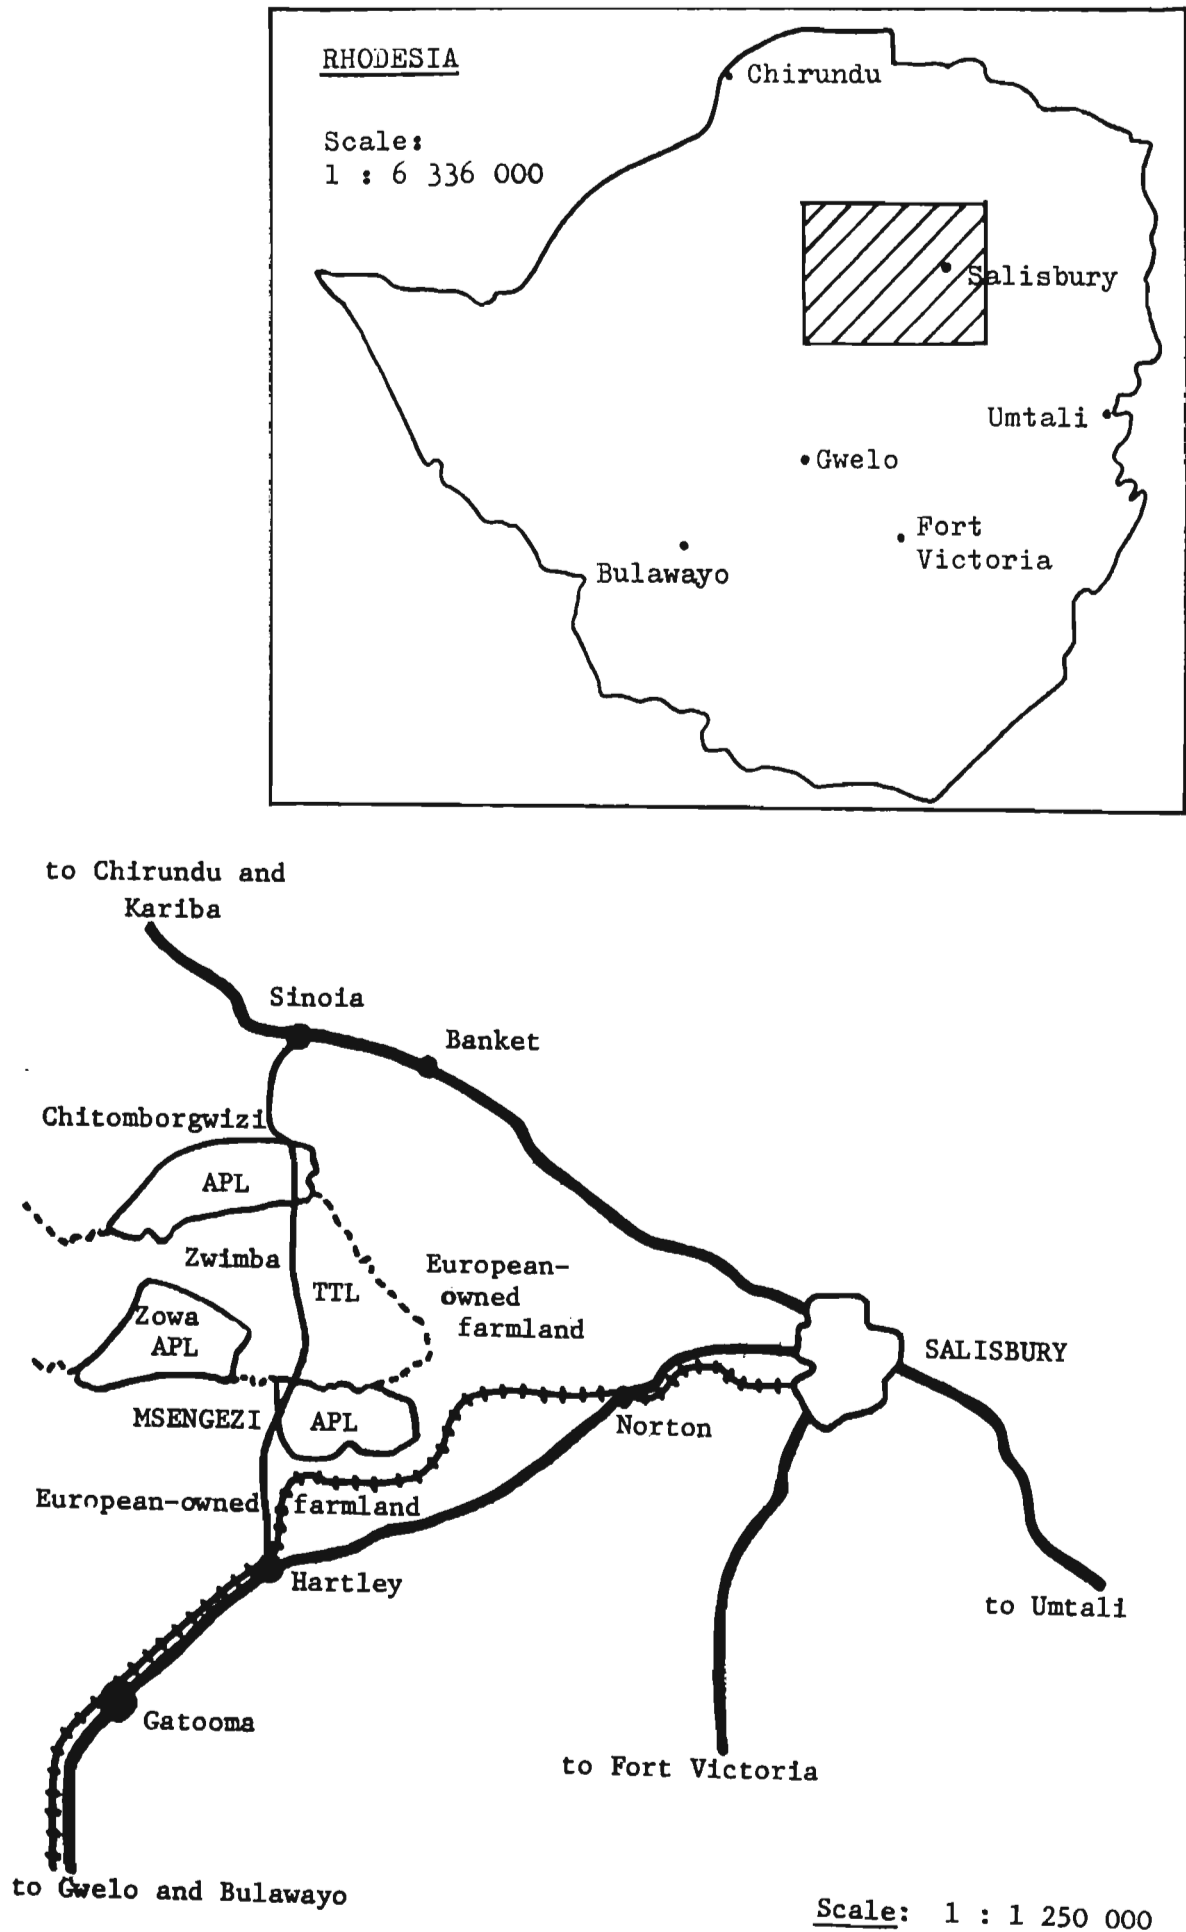 RHODESIA
Chirundu
Scale:
1 : 6 336 000
Salisbury
Umtali
Gwelo
Fort
Victoria
Bulawayo
to Chirundu and
Kariba
Sinoia
Banket
Chitomborgwizi
APL
Zwimba
TTL
European-
owned
farmland
Zowa
APL
SALISBURY
MSENGEZI
APL
Norton
European-owned
farmland
Hartley
to Umtali
Gatooma
to Fort Victoria
to Gwelo and Bulawayo
Scale: 1 : 1 250 000